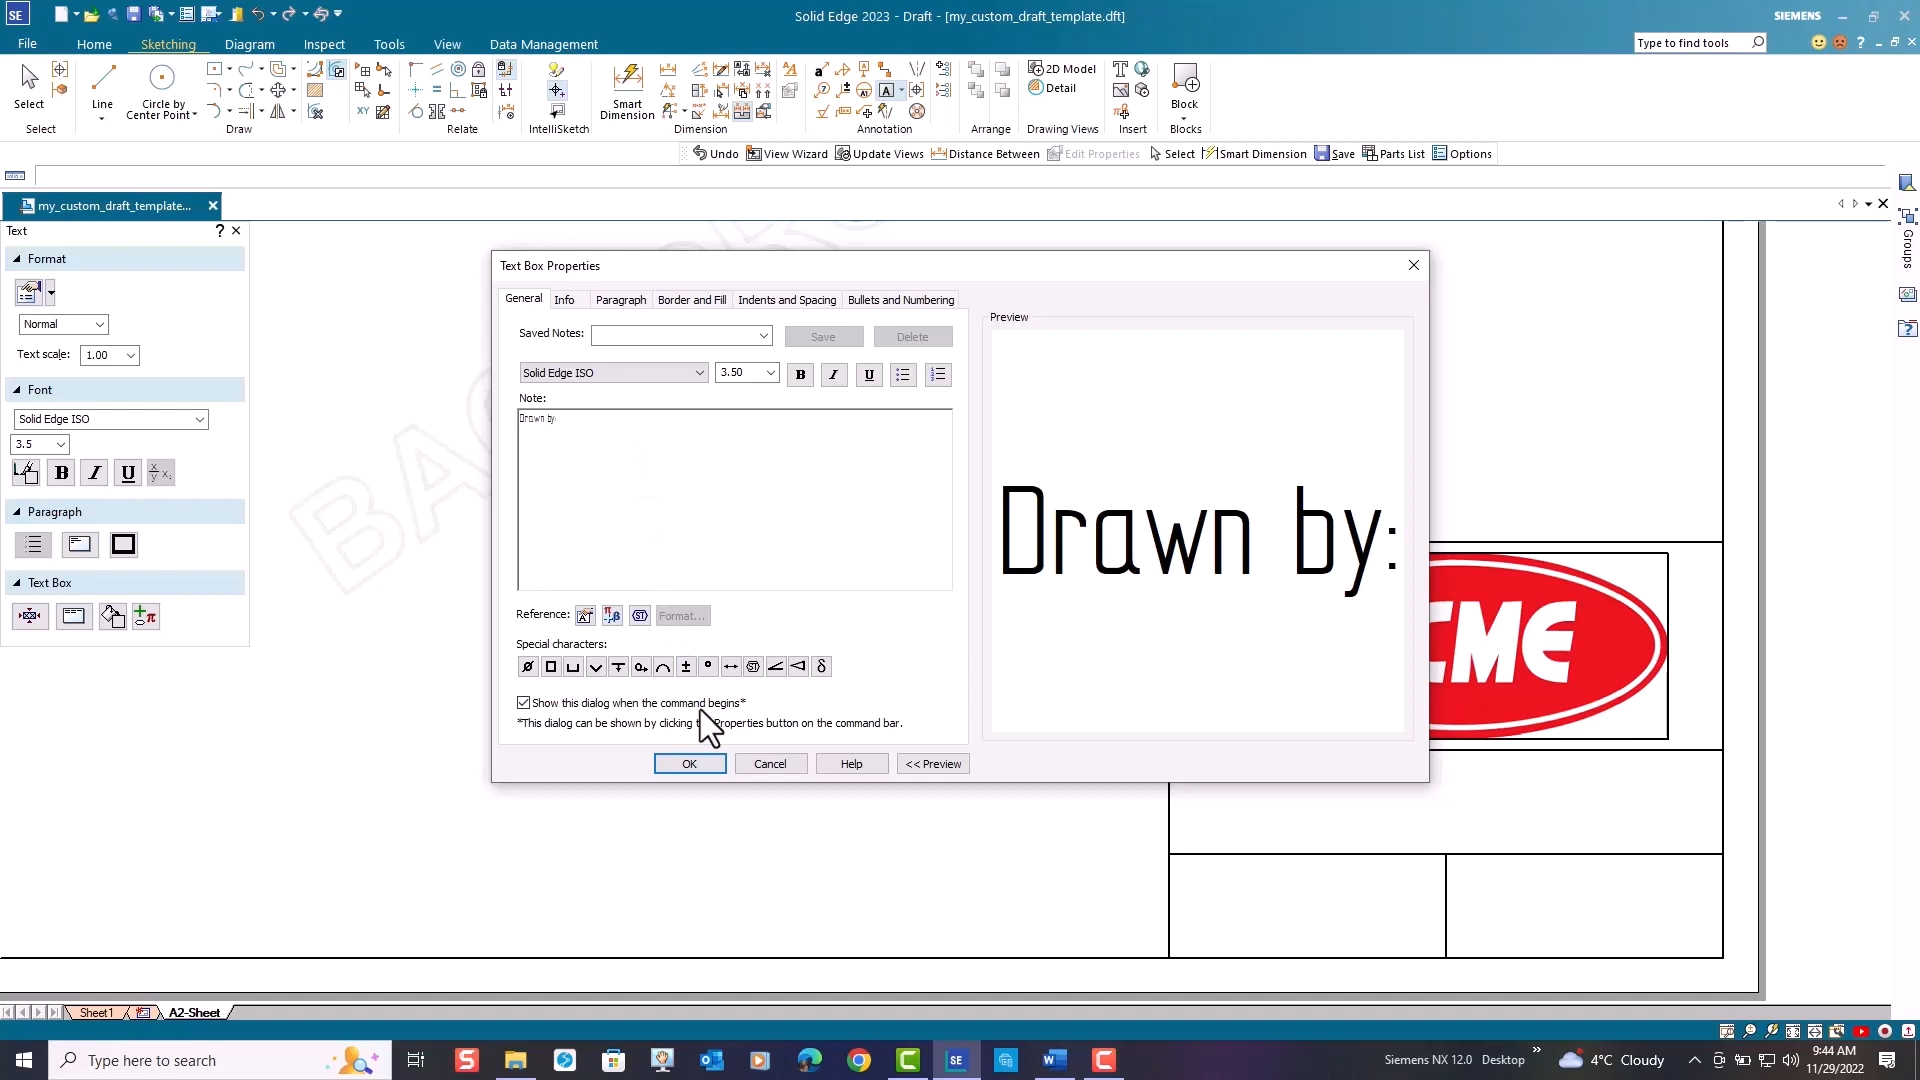 SE
Solid Edge 2023 - Draft - [my_custom_draft_template.dft]
SIEMENS
File
Home
Sketching
Diagram
Inspect
Tools
View
Data Management
Type to find tools
Select
Line
Circle by
Center Point
Smart
Dimension
2D Model
Detail
Block
Select
Draw
Relate
IntelliSketch
Dimension
Annotation
Arrange
Drawing Views
Insert
Blocks
Undo
View Wizard
Update Views
Distance Between
Edit Properties
Select
Smart Dimension
Save
Parts List
Options
my_custom_draft_template...
Text
Format
Normal
Text scale:
1.00
Font
Solid Edge ISO
3.5
B
I
U
Paragraph
Text Box
Groups
Text Box Properties
General
Info
Paragraph
Border and Fill
Indents and Spacing
Bullets and Numbering
Saved Notes:
Save
Delete
Solid Edge ISO
3.50
B
I
U
Note:
Drawn by:
Reference:
Format...
Special characters:
Show this dialog when the command begins*
*This dialog can be shown by clicking Properties button on the command bar.
OK
Cancel
Help
<< Preview
Preview
Drawn by:
CME
Sheet1
A2-Sheet
Type here to search
SE
Siemens NX 12.0
Desktop
4°C Cloudy
9:44 AM
11/29/2022